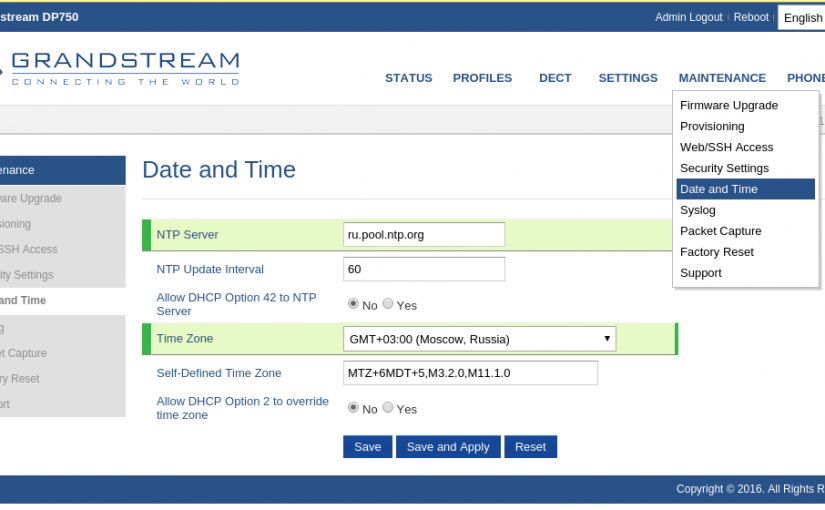 stream DP750
Admin Logout Reboot English
GRANDSTREAM
CONNECTING THE WORLD
STATUS PROFILES DECT SETTINGS MAINTENANCE PHONE
Firmware Upgrade
Provisioning
Web/SSH Access
Security Settings
Date and Time
Syslog
Packet Capture
Factory Reset
Support
enance
ware Upgrade
sioning
/SSH Access
ity Settings
and Time
g
et Capture
ry Reset
ort
Date and Time
NTP Server ru.pool.ntp.org
NTP Update Interval 60
Allow DHCP Option 42 to NTP
Server
No Yes
Time Zone GMT+03:00 (Moscow, Russia)
Self-Defined Time Zone MTZ+6MDT+5,M3.2.0,M11.1.0
Allow DHCP Option 2 to override
time zone
No Yes
Save Save and Apply Reset
Copyright © 2016. All Rights R